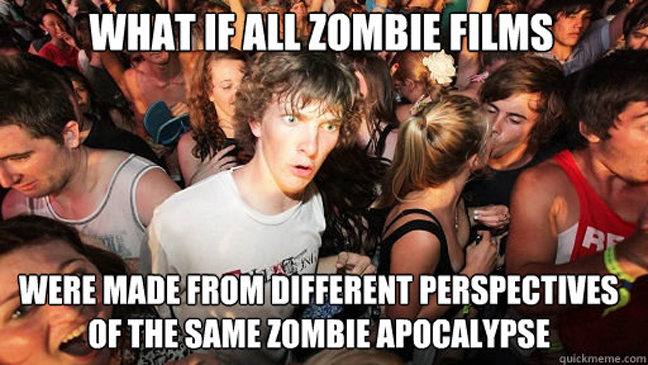 WHAT IF ALL ZOMBIE FILMS
WERE MADE FROM DIFFERENT PERSPECTIVES
OF THE SAME ZOMBIE APOCALYPSE
quickmeme.com